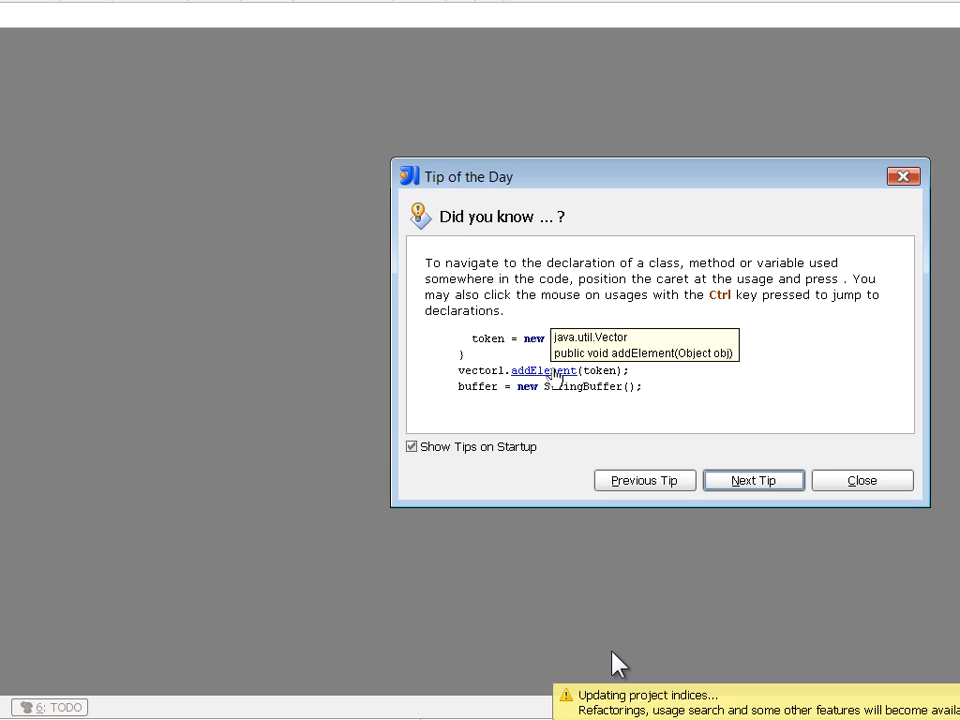 Tip of the Day
Did you know ... ?
To navigate to the declaration of a class, method or variable used
somewhere in the code, position the caret at the usage and press . You
may also click the mouse on usages with the Ctrl key pressed to jump to
declarations.
token = new
java.util.Vector
public void addElement(Object obj)
}
vector1.addElement(token);
buffer = new StringBuffer();
Show Tips on Startup
Previous Tip
Next Tip
Close
6: TODO
Updating project indices...
Refactorings, usage search and some other features will become